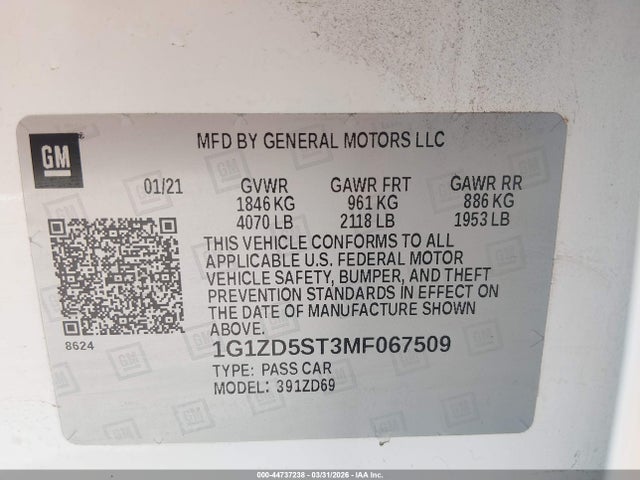 GM
MFD BY GENERAL MOTORS LLC
01/21 GVWR GAWR FRT GAWR RR
1846 KG 961 KG 886 KG
4070 LB 2118 LB 1953 LB
THIS VEHICLE CONFORMS TO ALL
APPLICABLE U.S. FEDERAL MOTOR
VEHICLE SAFETY, BUMPER, AND THEFT
PREVENTION STANDARDS IN EFFECT ON
THE DATE OF MANUFACTURE SHOWN
ABOVE.
8624
1G1ZD5ST3MF067509
TYPE: PASS CAR
MODEL: 391ZD69
000-44737238 - 03/31/2026 - IAA Inc.